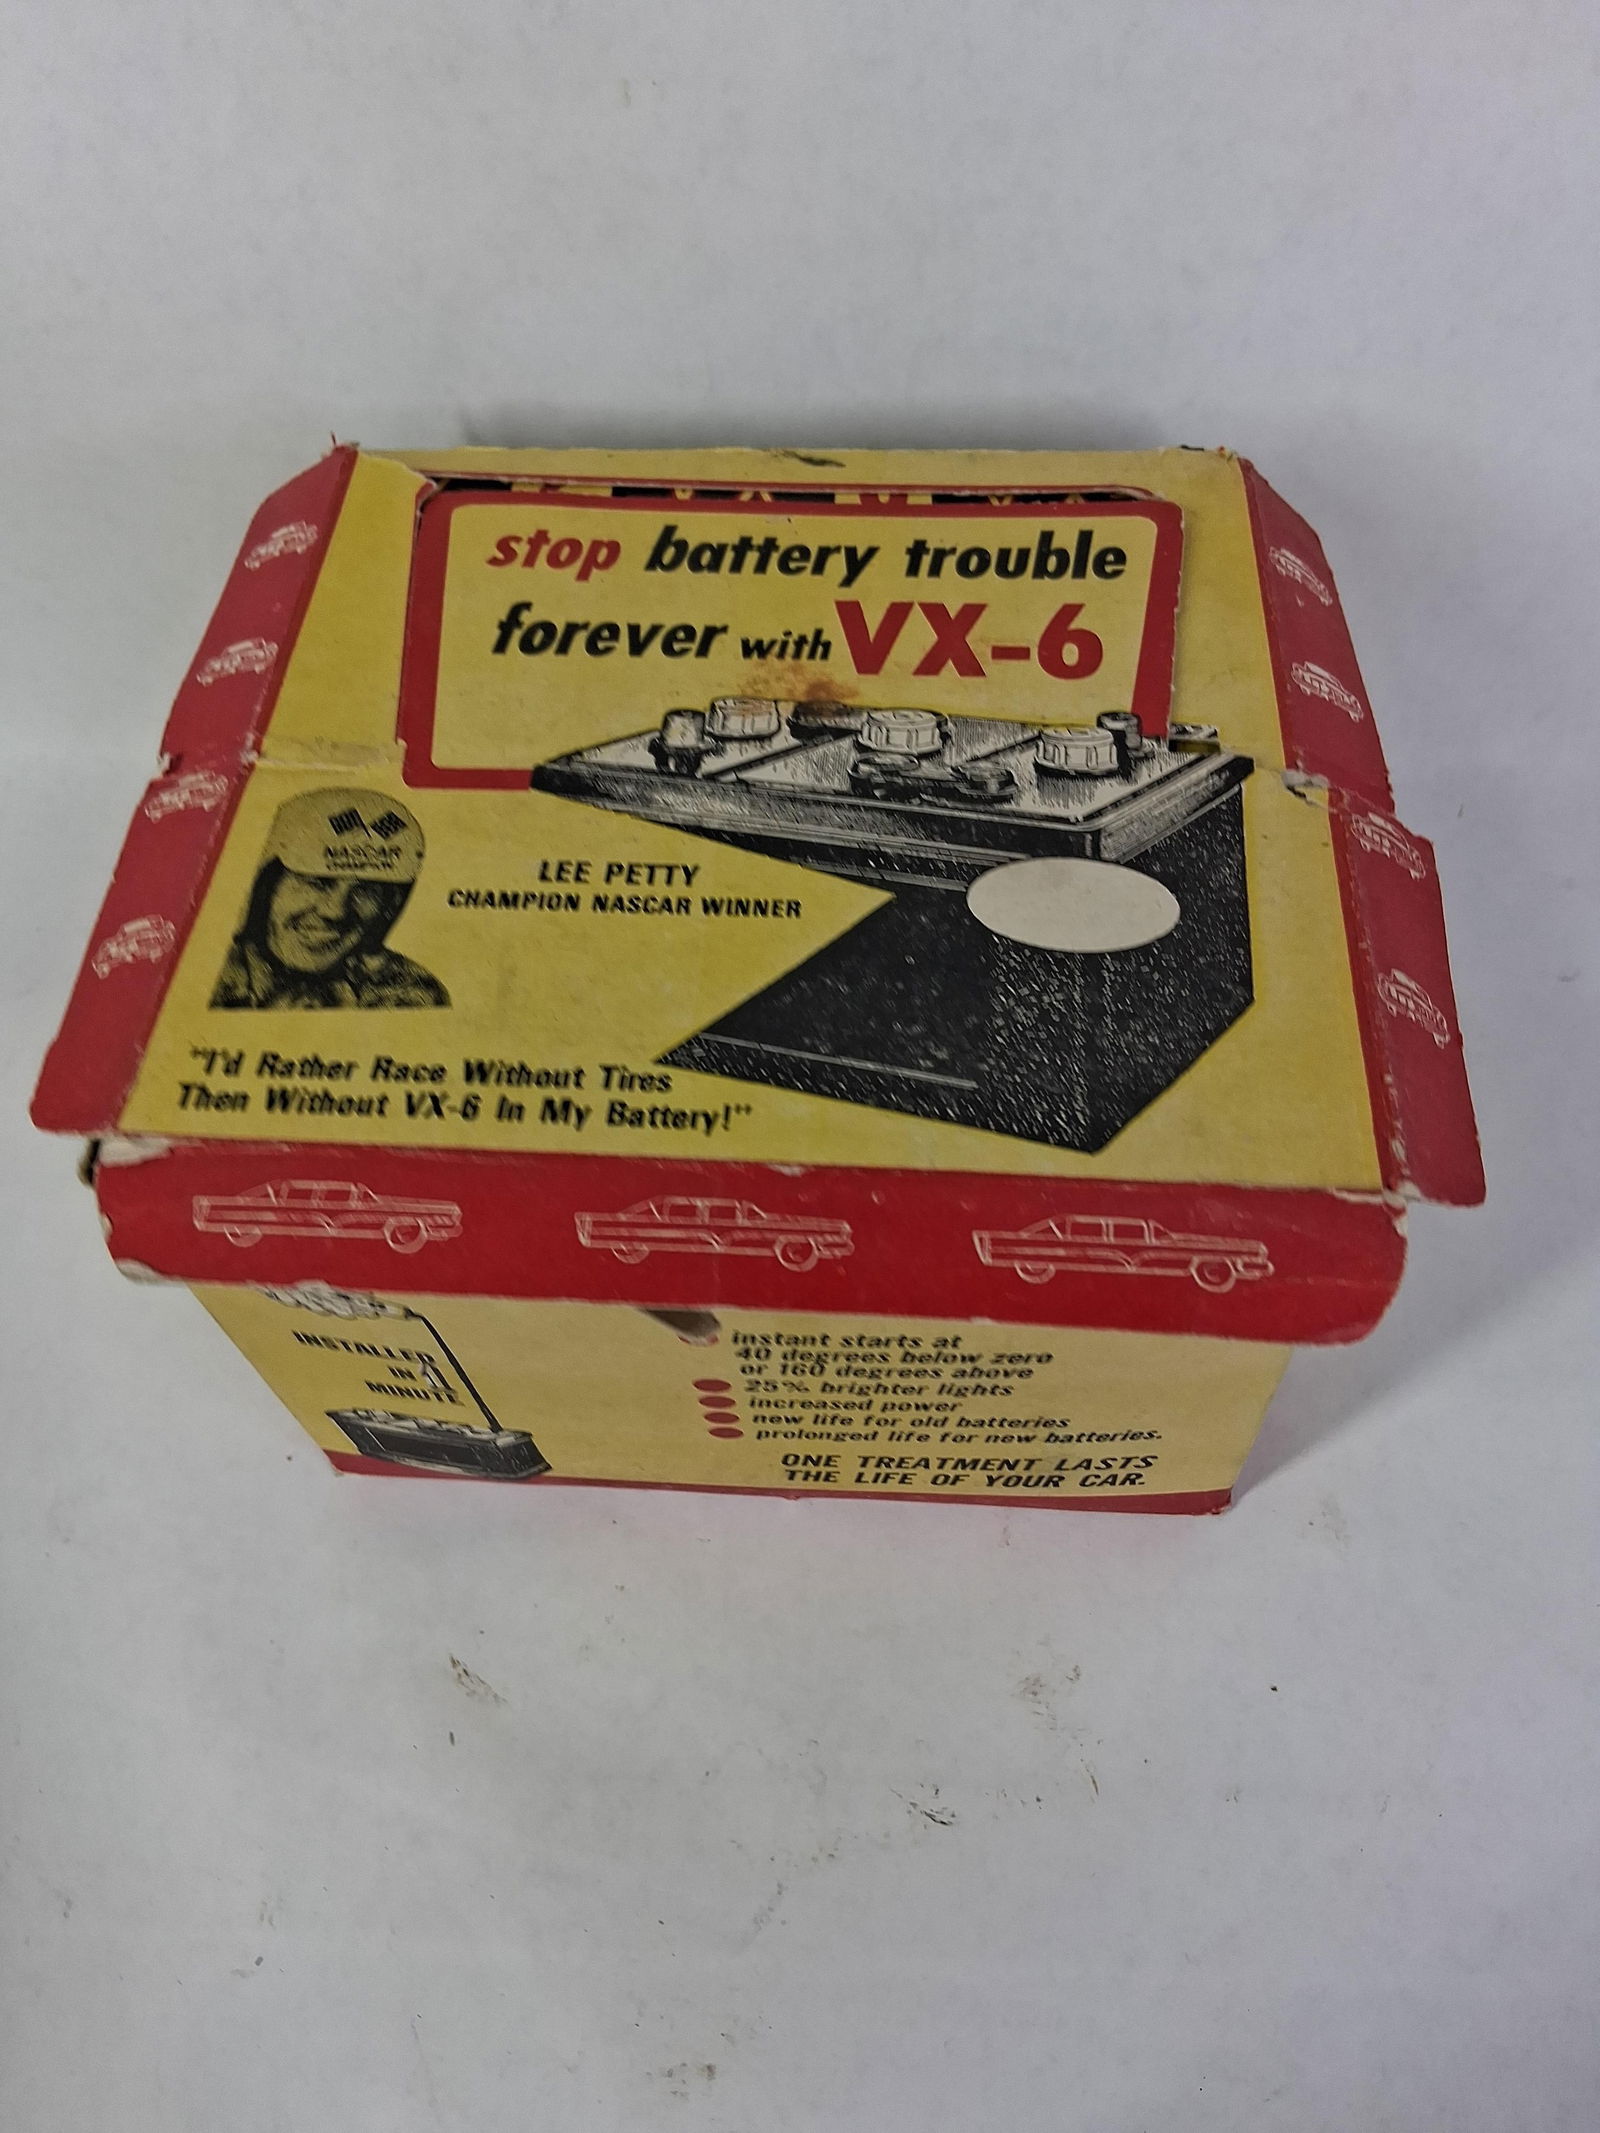 stop battery trouble
forever with VX-6
NASCAR
CHAMPION
LEE PETTY
CHAMPION NASCAR WINNER
"I'd Rather Race Without Tires
Then Without VX-6 In My Battery!"
INSTALLED
IN 1
MINUTE
instant starts at
40 degrees below zero
or 160 degrees above
25% brighter lights
increased power
new life for old batteries
prolonged life for new batteries.
ONE TREATMENT LASTS
THE LIFE OF YOUR CAR.